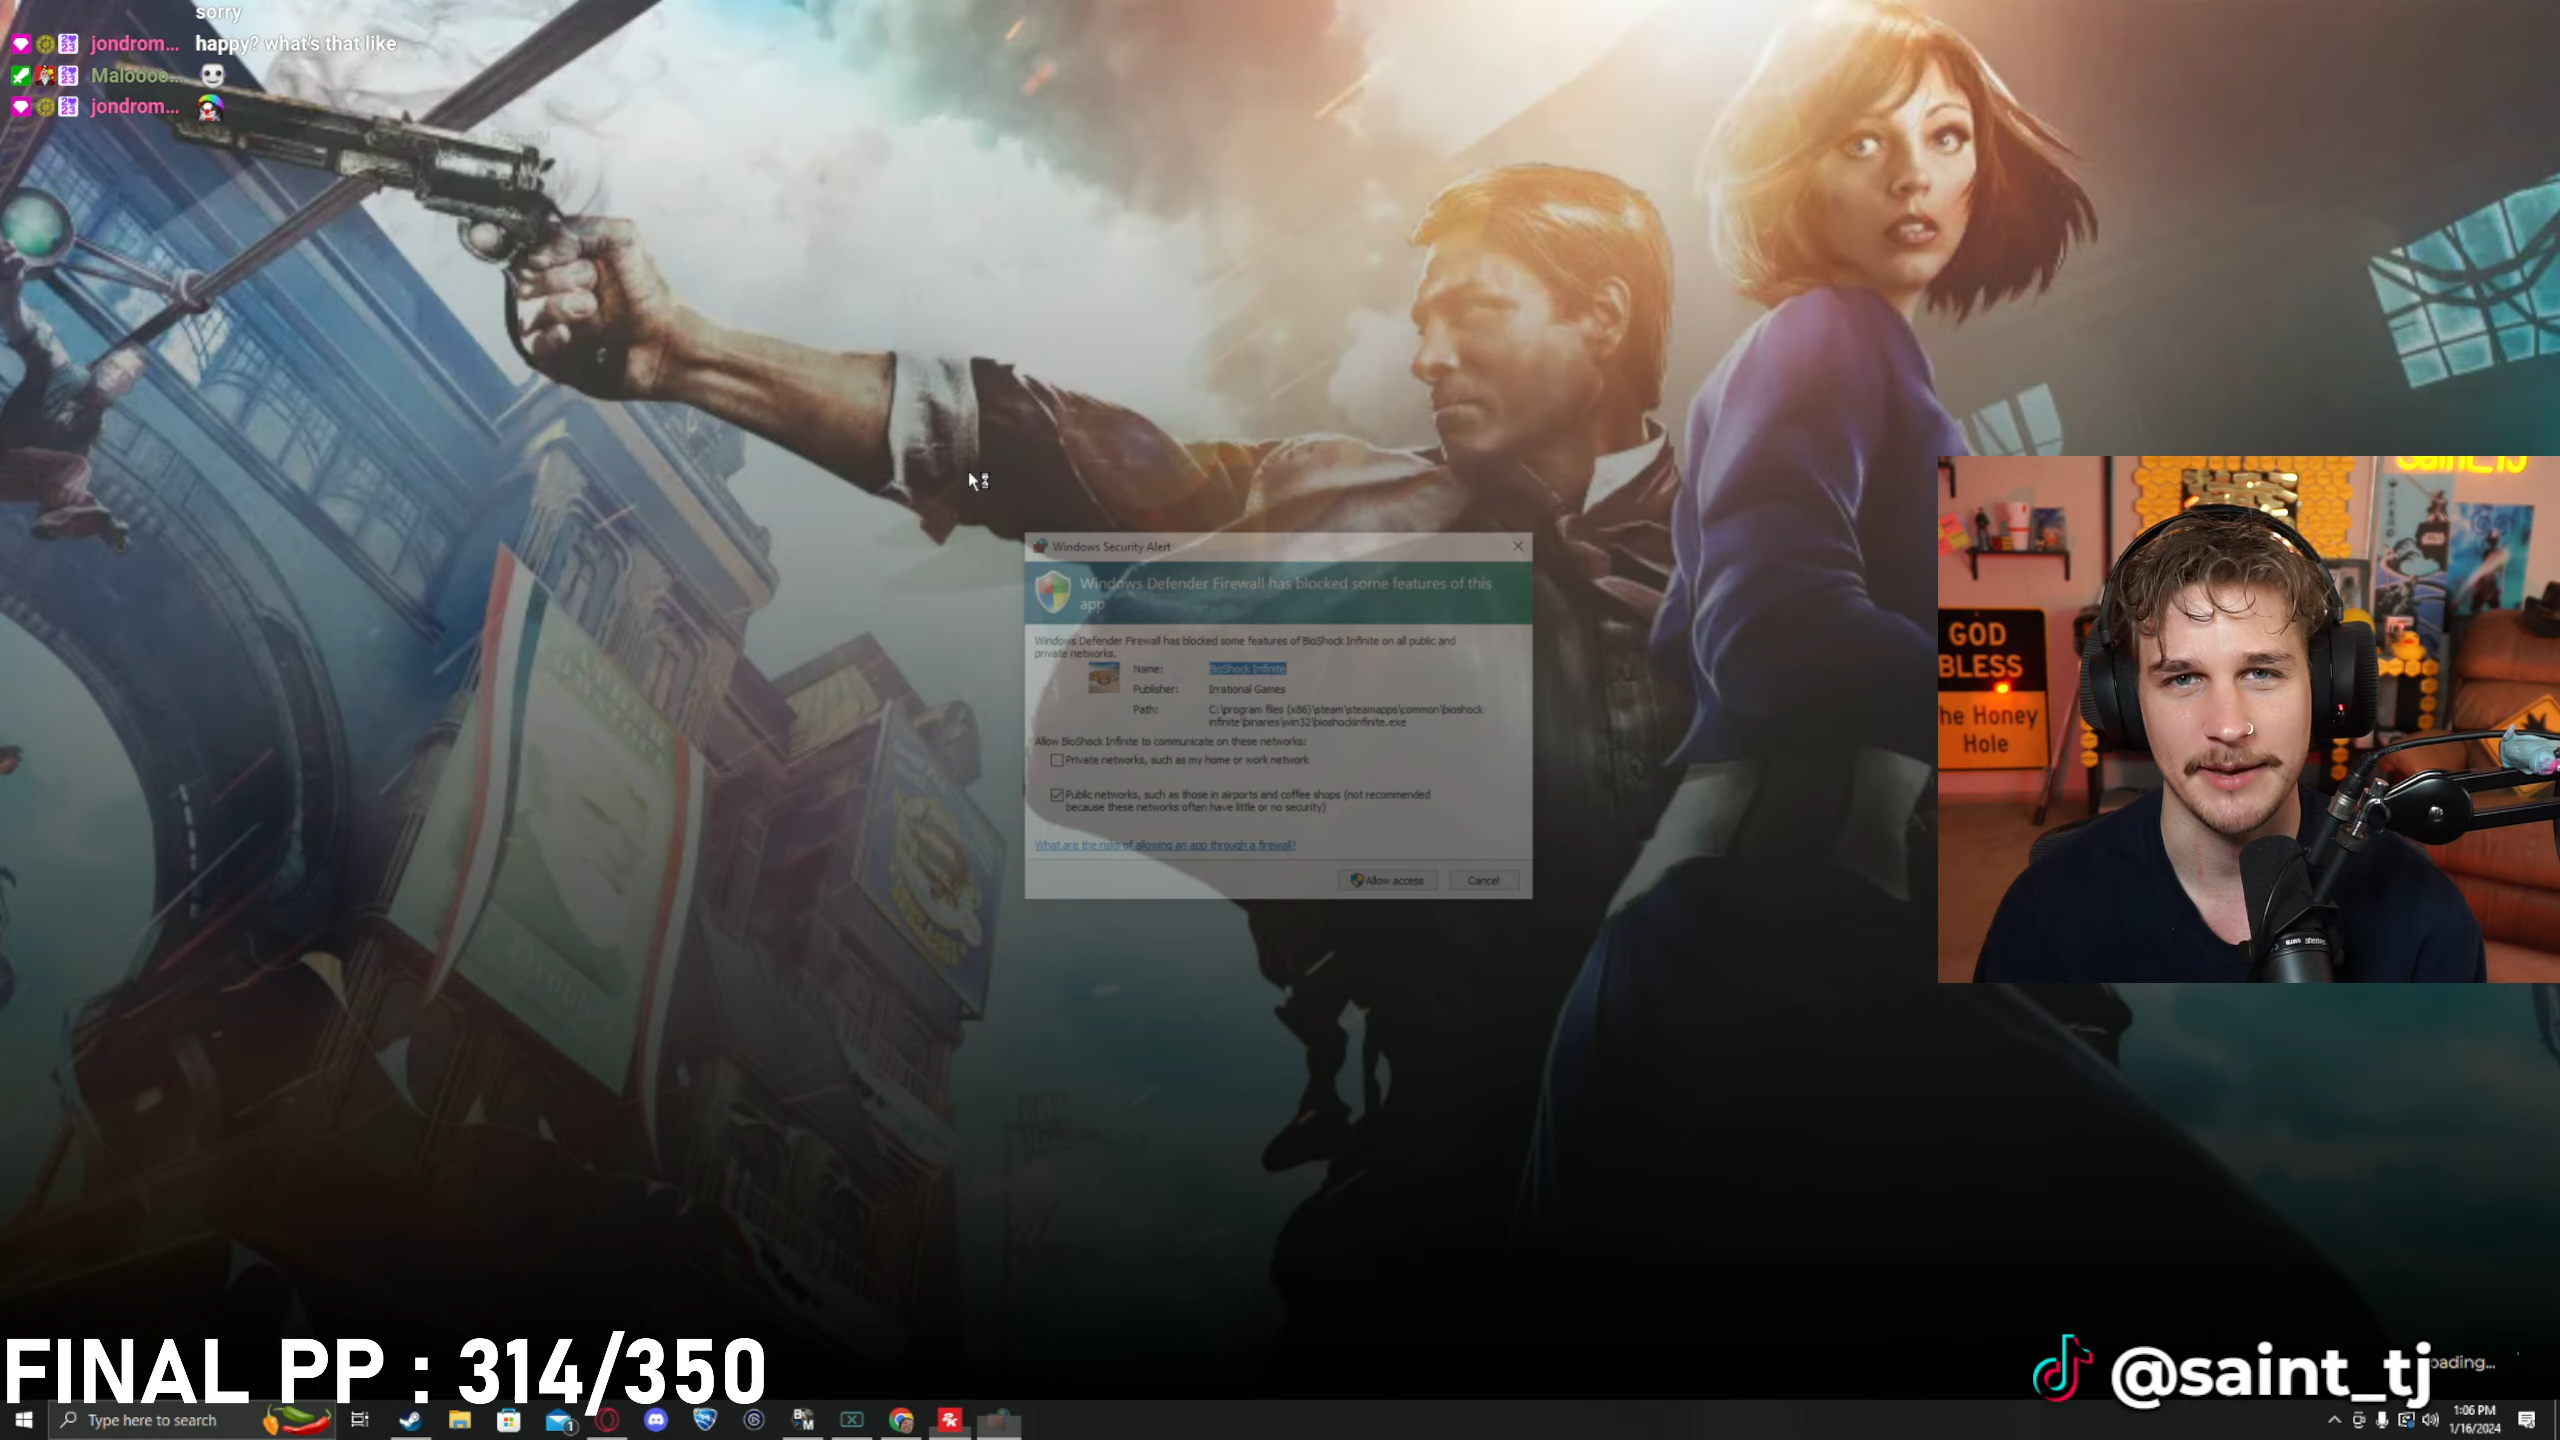 sorry
jondrom... happy? what's that like
Maloooo...
jondrom...
Windows Security Alert
Windows Defender Firewall has blocked some features of this
app
Windows Defender Firewall has blocked some features of BioShock Infinite on all public and
private networks.
Name: BioShock Infinite
Publisher: Irrational Games
Path: C:\program files (x86)\steam\steamapps\common\bioshock
infinite\binaries\win32\bioshockinfinite.exe
Allow BioShock Infinite to communicate on these networks:
Private networks, such as my home or work network
Public networks, such as those in airports and coffee shops (not recommended
because these networks often have little or no security)
What are the risks of allowing an app through a firewall?
Allow access Cancel
saint_TJ
GOD
BLESS
The Honey
Hole
FINAL PP : 314/350
@saint_tj
oading...
Type here to search
1
1:06 PM
1/16/2024